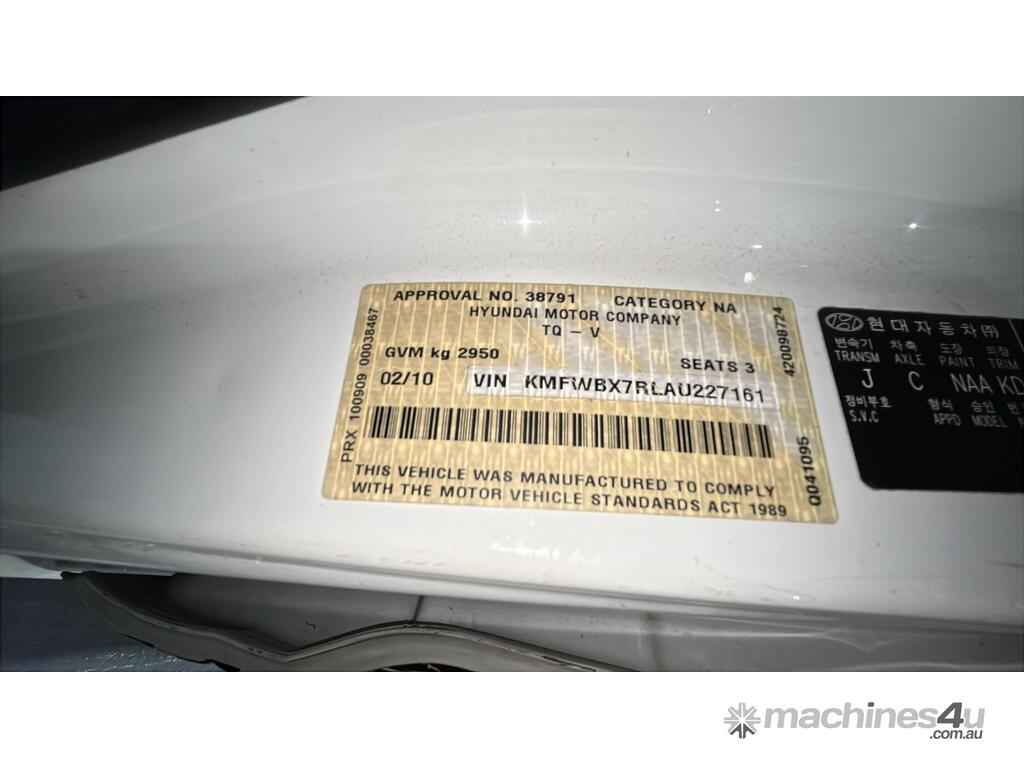 APPROVAL NO. 38791 CATEGORY NA
HYUNDAI MOTOR COMPANY
TQ – V
GVM kg 2950 SEATS 3
02/10 VIN KMFWBX7RLAU227161
THIS VEHICLE WAS MANUFACTURED TO COMPLY
WITH THE MOTOR VEHICLE STANDARDS ACT 1989
PRX 100909 00038467
Q041095 420098724
현대자동차㈜
변속기 차축 도장 의장
TRANSM AXLE PAINT TRIM
J C NAA KD
정비부호 형식 승인
S.V.C APPD MODEL
machines4u
.com.au